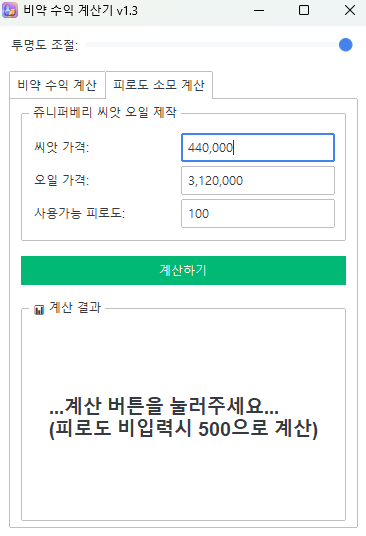 비약 수익 계산기 v1.3
투명도 조절:
비약 수익 계산 피로도 소모 계산
쥬니퍼베리 씨앗 오일 제작
씨앗 가격: 440,000
오일 가격: 3,120,000
사용가능 피로도: 100
계산하기
계산 결과
...계산 버튼을 눌러주세요...
(피로도 비입력시 500으로 계산)